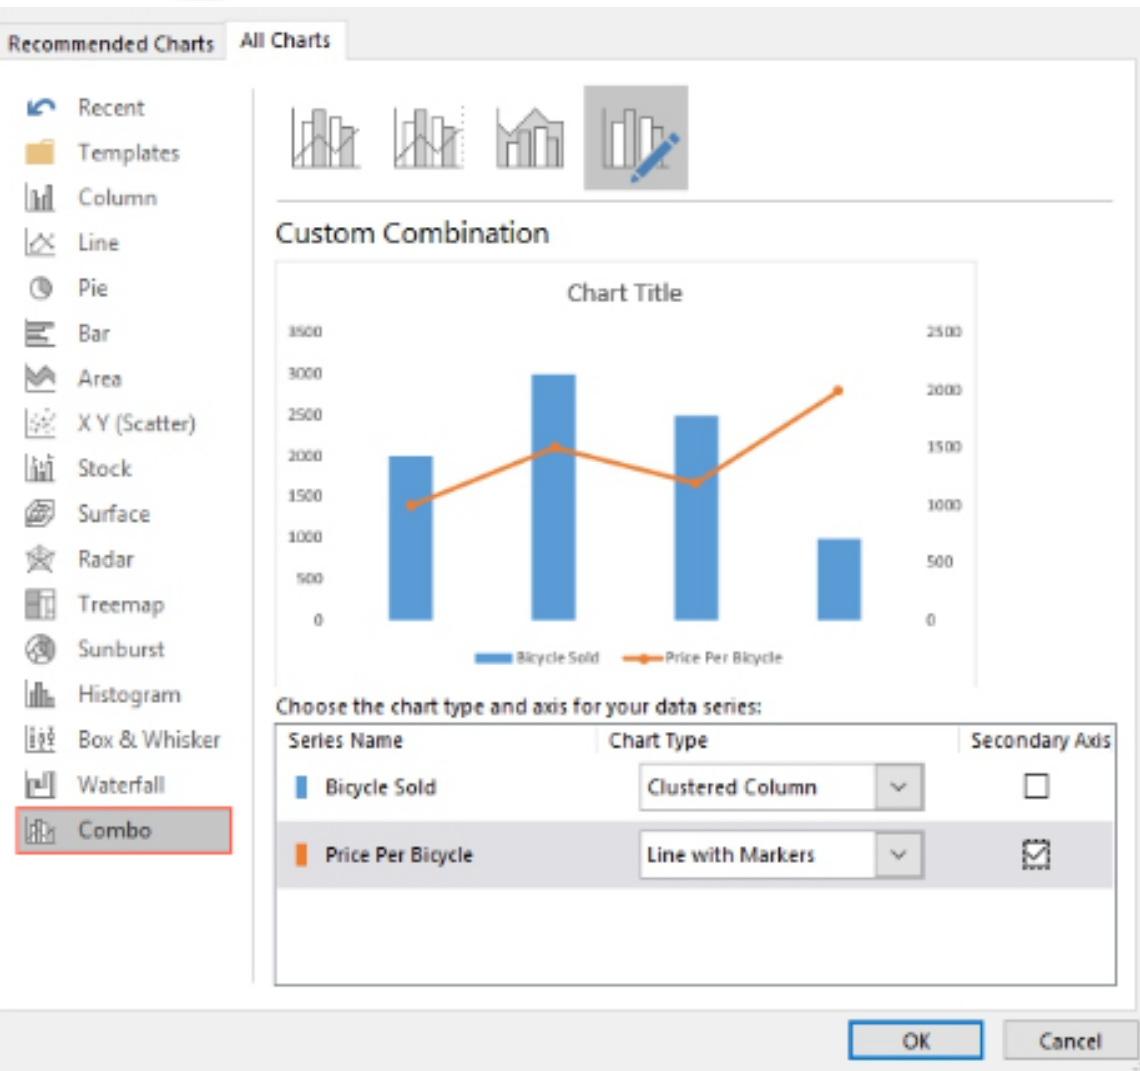 Recommended Charts All Charts
Recent
Templates
Column
Line
Pie
Bar
Area
X Y (Scatter)
Stock
Surface
Radar
Treemap
Sunburst
Histogram
Box & Whisker
Waterfall
Combo
Custom Combination
Chart Title
3500 2500
3000 2000
2500
2000 1500
1500 1000
1000
500 500
0 0
Bicycle Sold Price Per Bicycle
Choose the chart type and axis for your data series:
Series Name Chart Type Secondary Axis
Bicycle Sold Clustered Column
Price Per Bicycle Line with Markers
OK Cancel